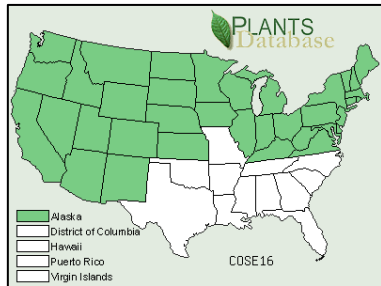 PLANTS
Database
Alaska
District of Columbia
Hawaii
Puerto Rico
Virgin Islands
COSE16